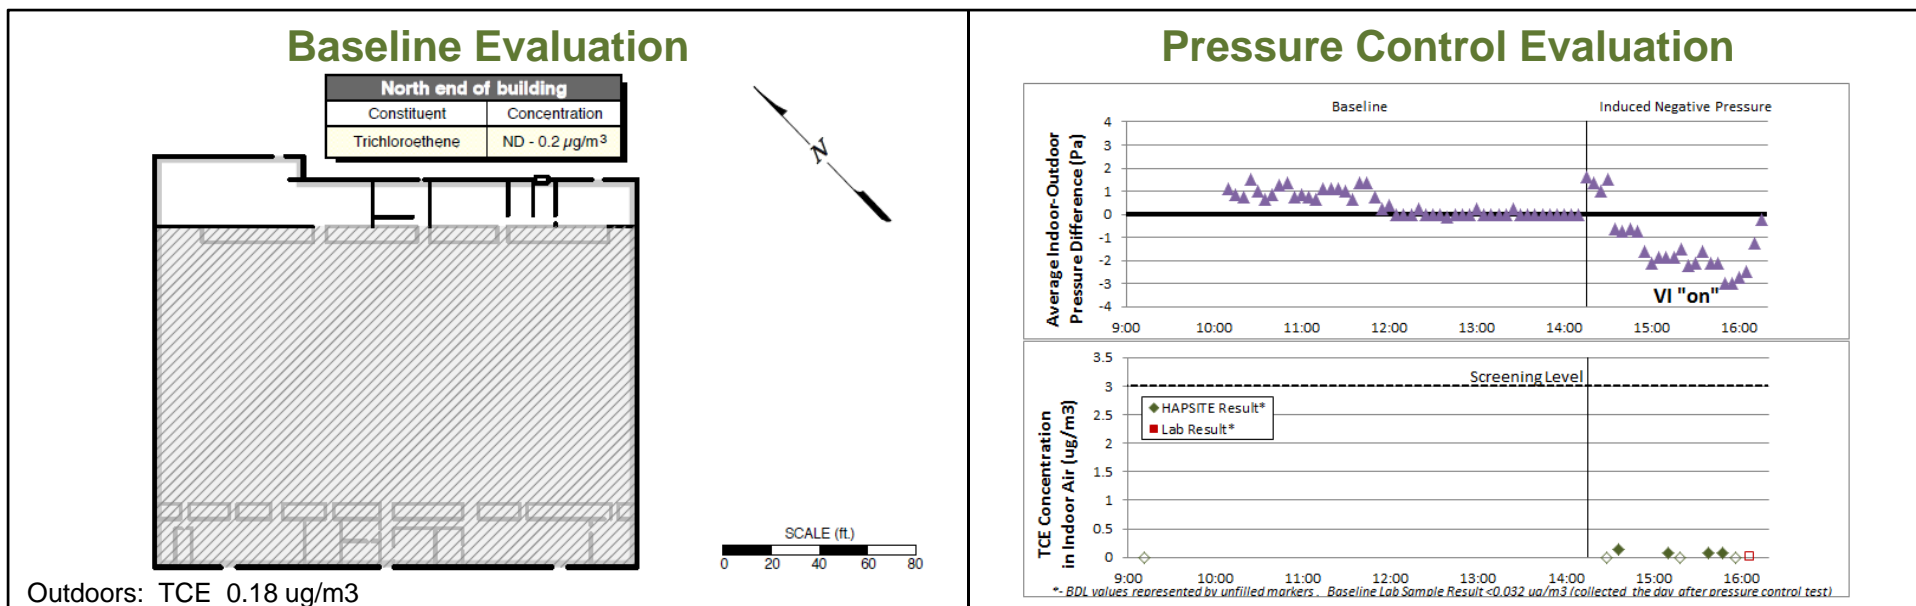 Baseline Evaluation
North end of building
Constituent Concentration
Trichloroethene ND - 0.2 µg/m³
N
SCALE (ft.)
0 20 40 60 80
Outdoors: TCE 0.18 ug/m3
Pressure Control Evaluation
Baseline Induced Negative Pressure
Average Indoor-Outdoor
Pressure Difference (Pa)
4
3
2
1
0
-1
-2
-3
-4
VI "on"
9:00 10:00 11:00 12:00 13:00 14:00 15:00 16:00
TCE Concentration
in Indoor Air (ug/m3)
3.5
3
2.5
2
1.5
1
0.5
0
Screening Level
HAPSITE Result*
Lab Result*
9:00 10:00 11:00 12:00 13:00 14:00 15:00 16:00
*- BDL values represented by unfilled markers. Baseline Lab Sample Result <0.032 ug/m3 (collected the day after pressure control test)